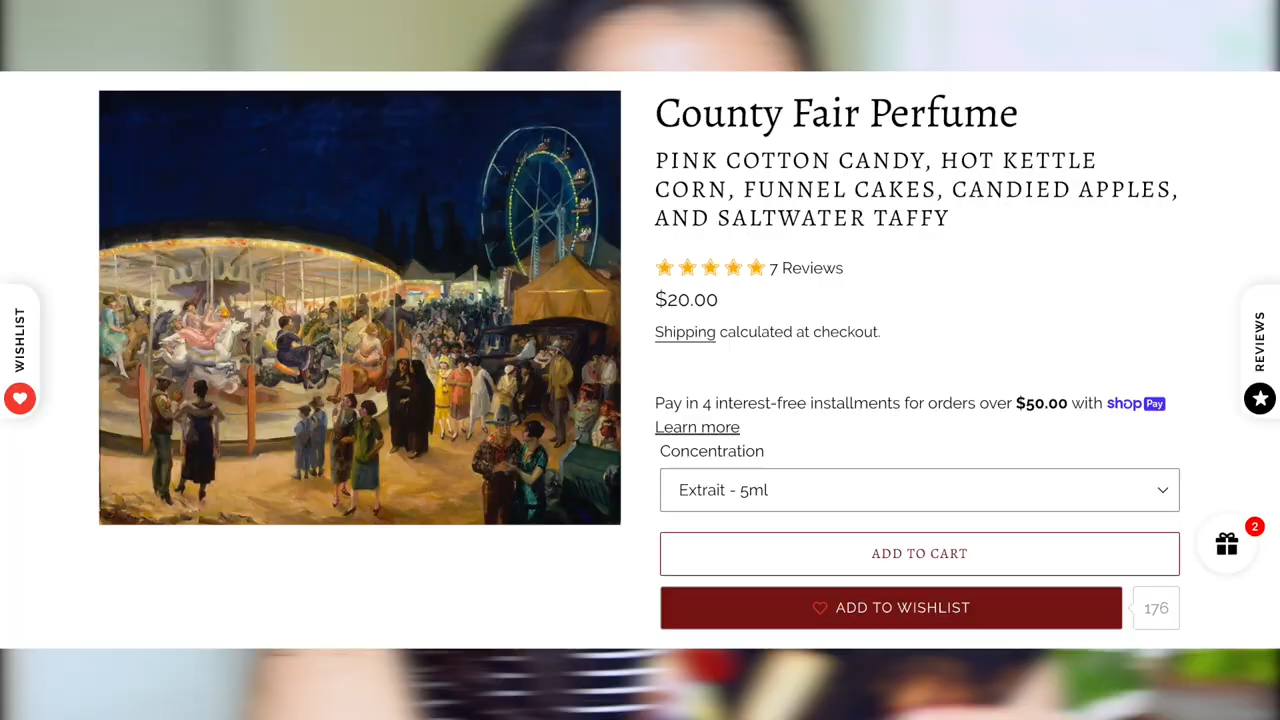 County Fair Perfume
PINK COTTON CANDY, HOT KETTLE
CORN, FUNNEL CAKES, CANDIED APPLES,
AND SALTWATER TAFFY
7 Reviews
$20.00
Shipping calculated at checkout.
Pay in 4 interest-free installments for orders over $50.00 with shop Pay
Learn more
Concentration
Extrait - 5ml
ADD TO CART
ADD TO WISHLIST
176
WISHLIST
REVIEWS
2